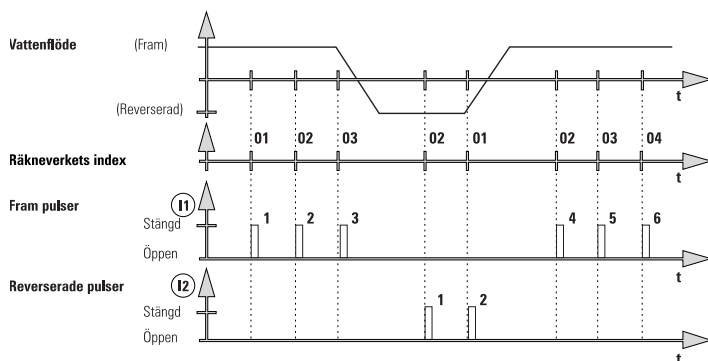 Vattenflöde (Fram)
t
(Reverserad)
01 02 03 02 01 02 03 04
Räkneverkets index
t
Fram pulser I1
Stängd 1 2 3 4 5 6
Öppen
t
Reverserade pulser I2
Stängd 1 2
Öppen
t